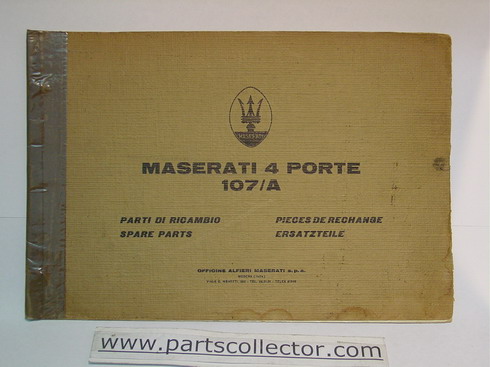 MASERATI
MASERATI 4 PORTE
107/A
PARTI DI RICAMBIO
PIECES DE RECHANGE
SPARE PARTS
ERSATZTEILE
OFFICINE ALFIERI MASERATI s.p.a.
www.partscollector.com